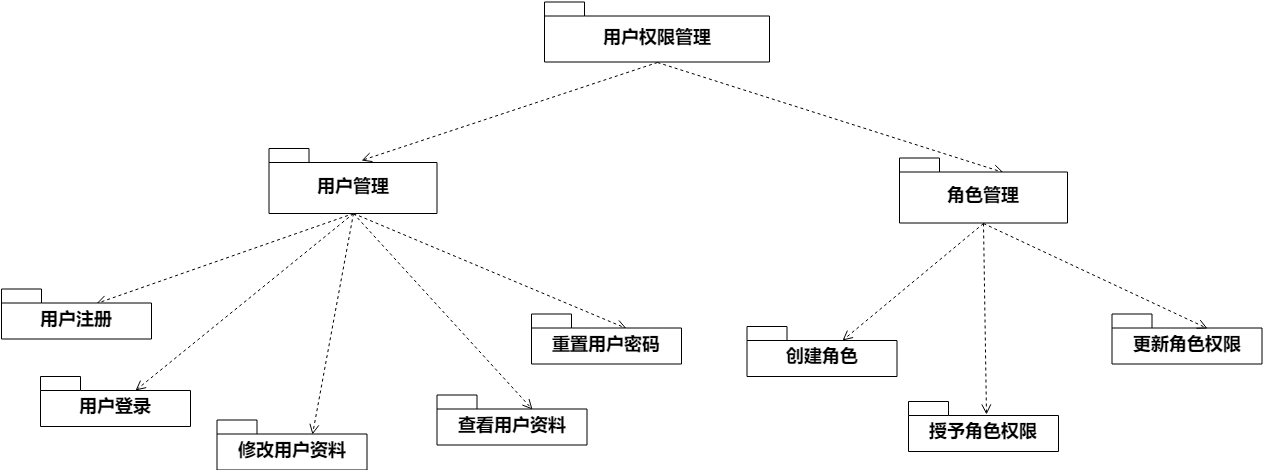 用户权限管理
用户管理
角色管理
用户注册
重置用户密码
创建角色
更新角色权限
用户登录
修改用户资料
查看用户资料
授予角色权限